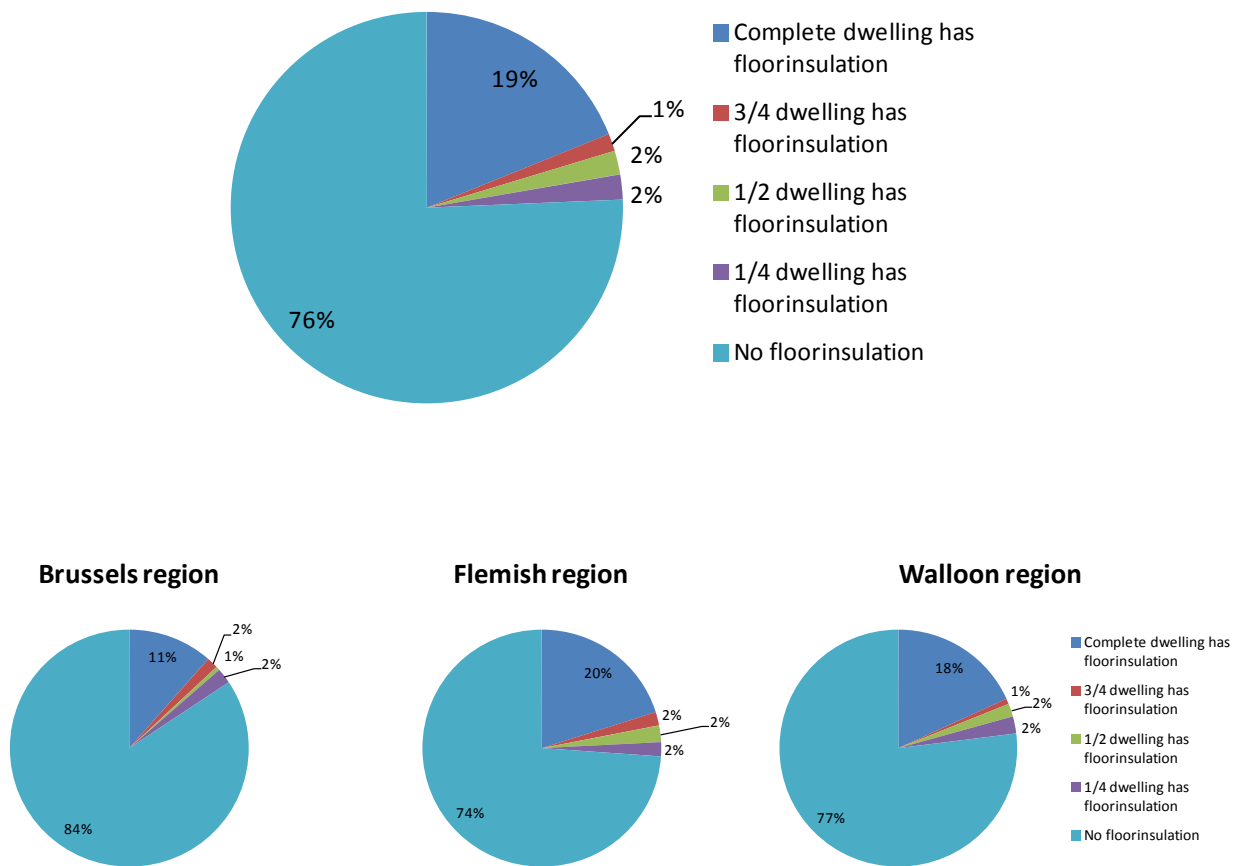 Complete dwelling has
floorinsulation
19%
1%
3/4 dwelling has
floorinsulation
2%
2%
1/2 dwelling has
floorinsulation
1/4 dwelling has
floorinsulation
76%
No floorinsulation
Brussels region
2%
11%
1%
2%
84%
Flemish region
20%
2%
2%
2%
74%
Walloon region
18%
1%
2%
2%
77%
Complete dwelling has
floorinsulation
3/4 dwelling has
floorinsulation
1/2 dwelling has
floorinsulation
1/4 dwelling has
floorinsulation
No floorinsulation